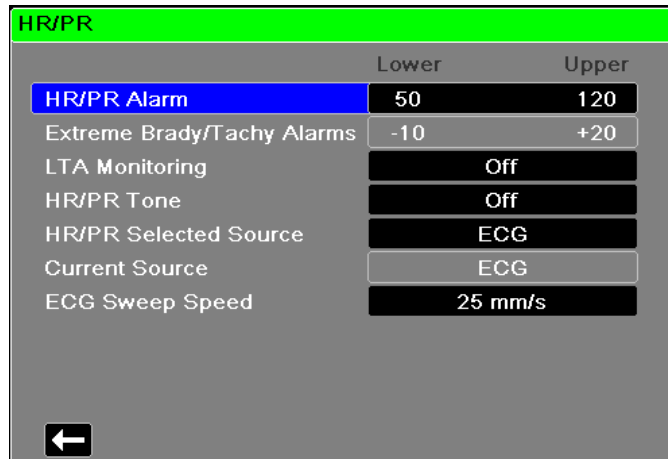 HR/PR
Lower Upper
HR/PR Alarm 50 120
Extreme Brady/Tachy Alarms -10 +20
LTA Monitoring Off
HR/PR Tone Off
HR/PR Selected Source ECG
Current Source ECG
ECG Sweep Speed 25 mm/s